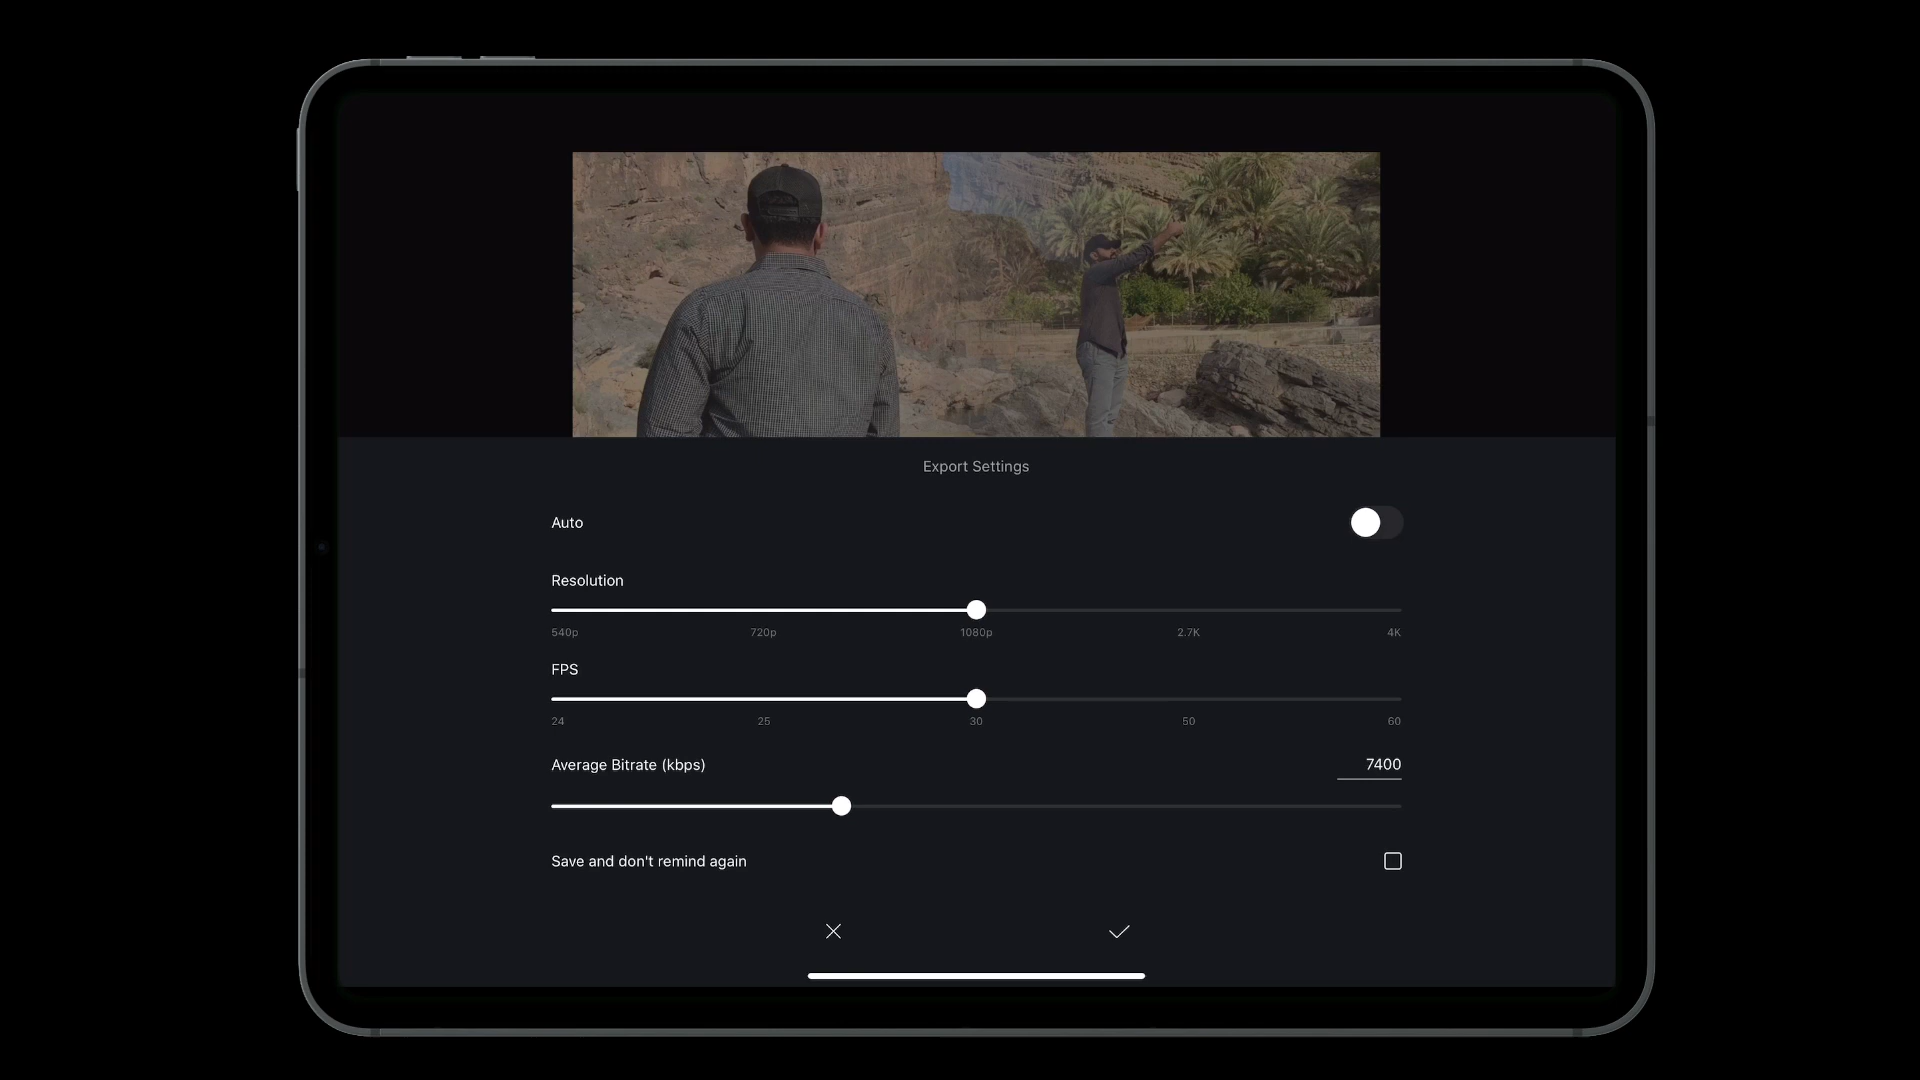 Export Settings
Auto
Resolution
540p 720p 1080p 2.7K 4K
FPS
24 25 30 50 60
Average Bitrate (kbps) 7400
Save and don't remind again